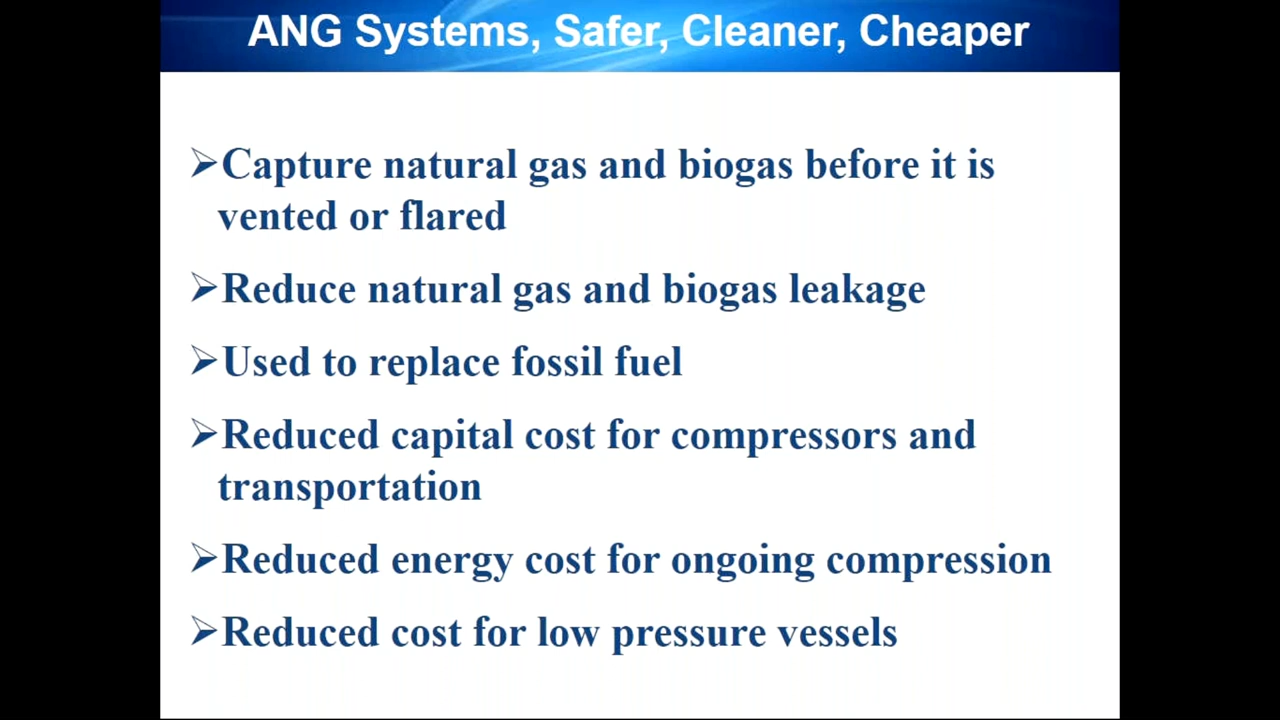 ANG Systems, Safer, Cleaner, Cheaper
➢Capture natural gas and biogas before it is
vented or flared
➢Reduce natural gas and biogas leakage
➢Used to replace fossil fuel
➢Reduced capital cost for compressors and
transportation
➢Reduced energy cost for ongoing compression
➢Reduced cost for low pressure vessels